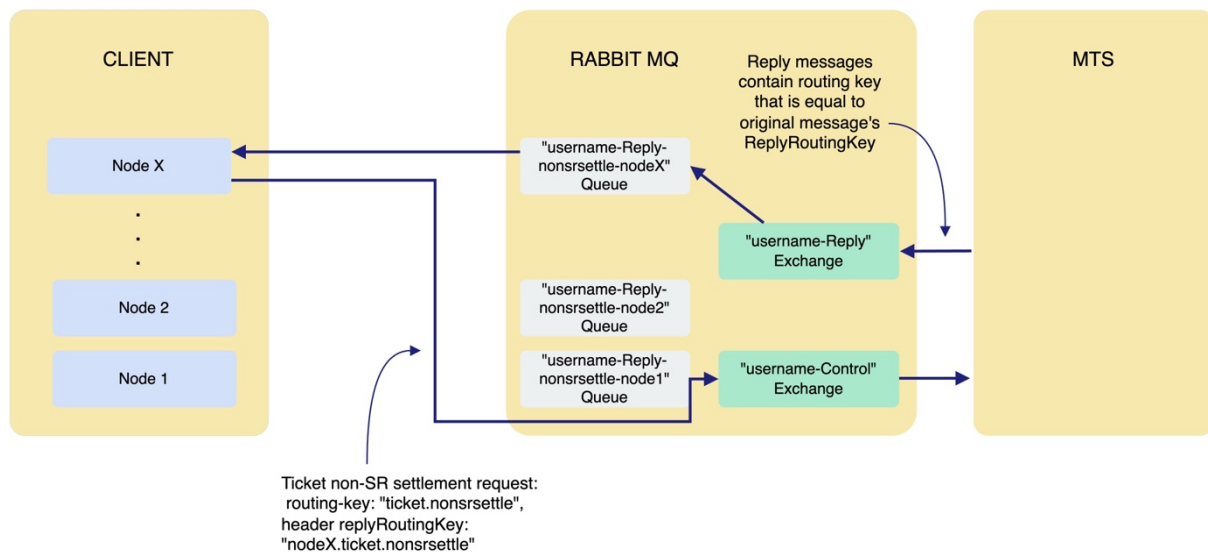 CLIENT
RABBIT MQ
MTS
Reply messages
contain routing key
that is equal to
original message's
ReplyRoutingKey
Node X
.
.
.
Node 2
Node 1
"username-Reply-
nonsrsettle-nodeX"
Queue
"username-Reply"
Exchange
"username-Reply-
nonsrsettle-node2"
Queue
"username-Reply-
nonsrsettle-node1"
Queue
"username-Control"
Exchange
Ticket non-SR settlement request:
routing-key: "ticket.nonsrsettle",
header replyRoutingKey:
"nodeX.ticket.nonsrsettle"